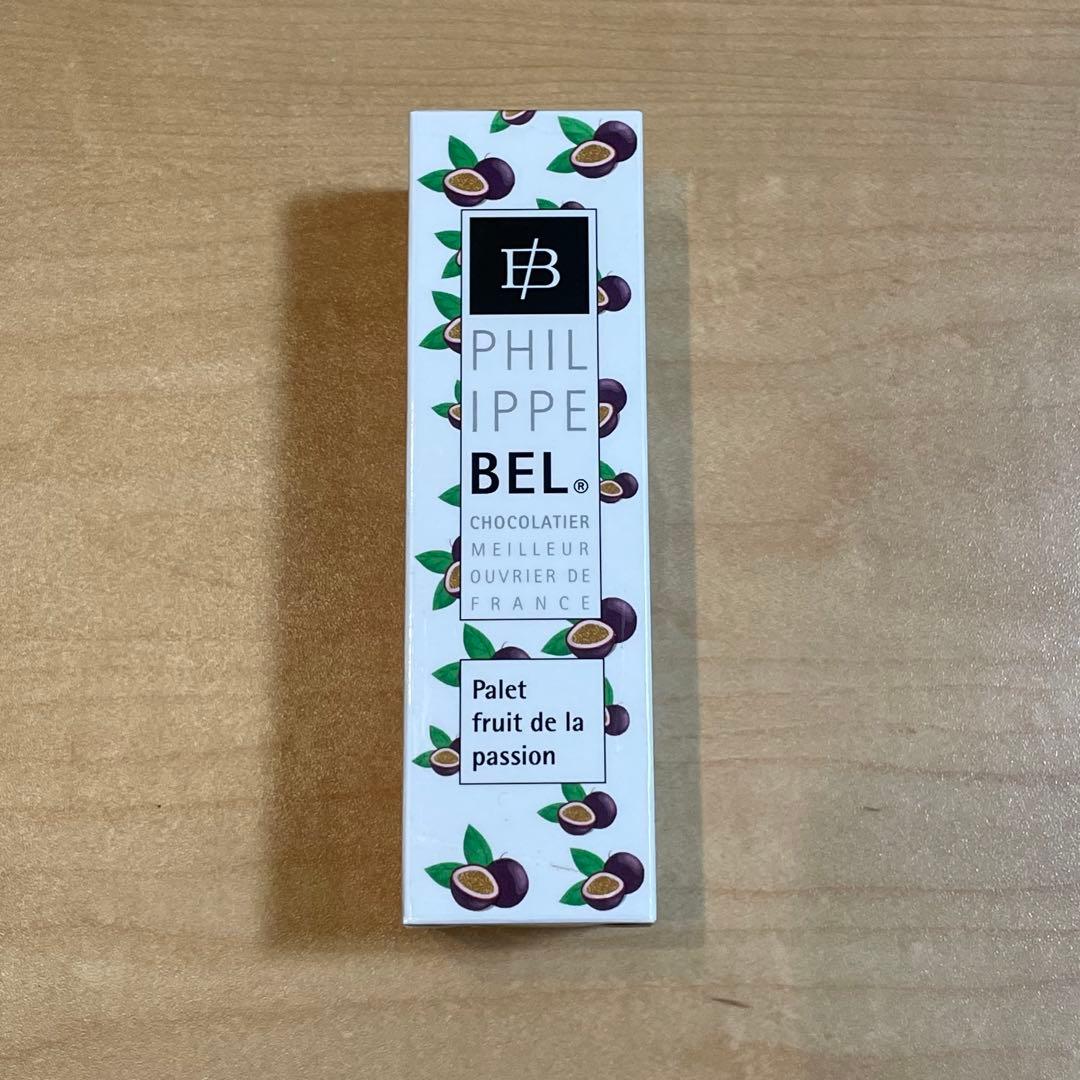 PB
PHIL
IPPE
BEL®
CHOCOLATIER
MEILLEUR
OUVRIER DE
FRANCE
Palet
fruit de la
passion